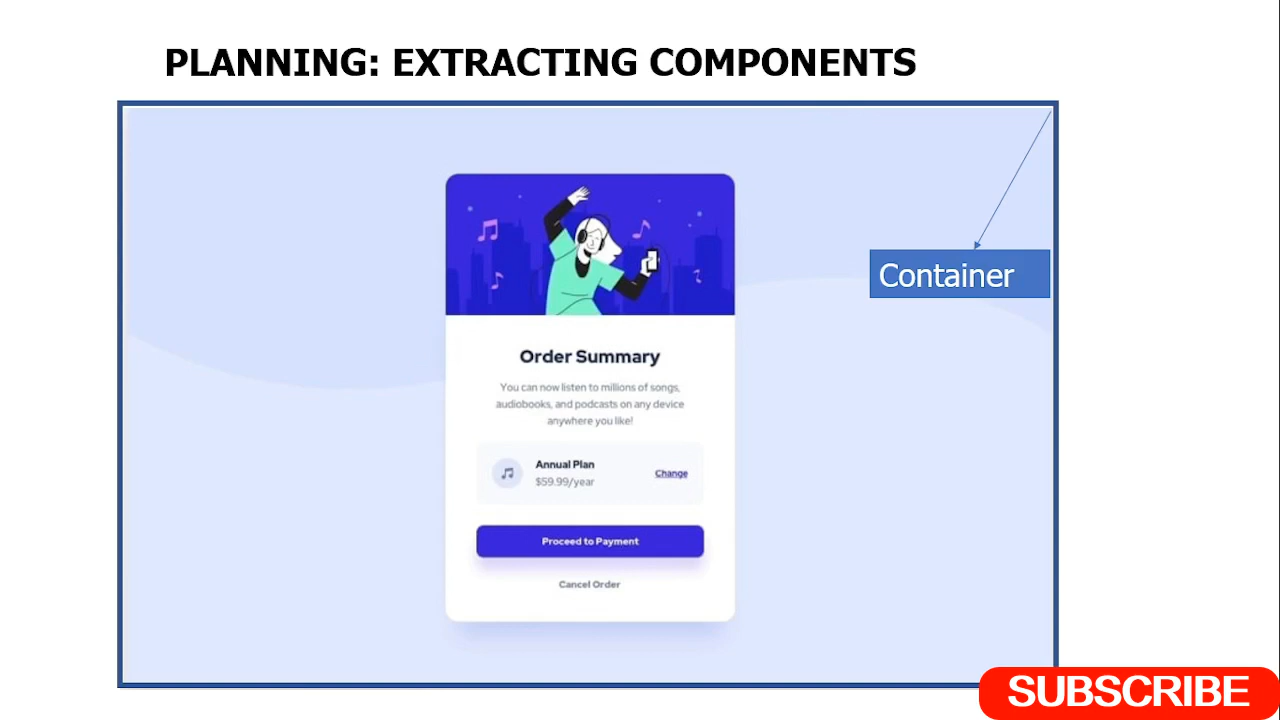 PLANNING: EXTRACTING COMPONENTS
Container
Order Summary
You can now listen to millions of songs,
audiobooks, and podcasts on any device
anywhere you like!
Annual Plan
$59.99/year
Change
Proceed to Payment
Cancel Order
SUBSCRIBE